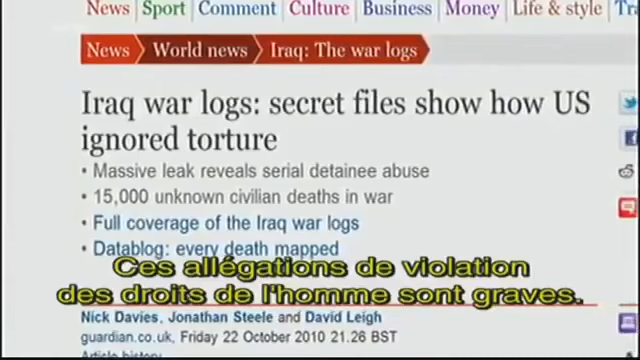 News Sport Comment Culture Business Money Life & style
News World news Iraq: The war logs
Iraq war logs: secret files show how US
ignored torture
• Massive leak reveals serial detainee abuse
• 15,000 unknown civilian deaths in war
• Full coverage of the Iraq war logs
• Datablog: every death mapped
Ces allégations de violation
des droits de l'homme sont graves.
Nick Davies, Jonathan Steele and David Leigh
guardian.co.uk, Friday 22 October 2010 21.26 BST
Article history